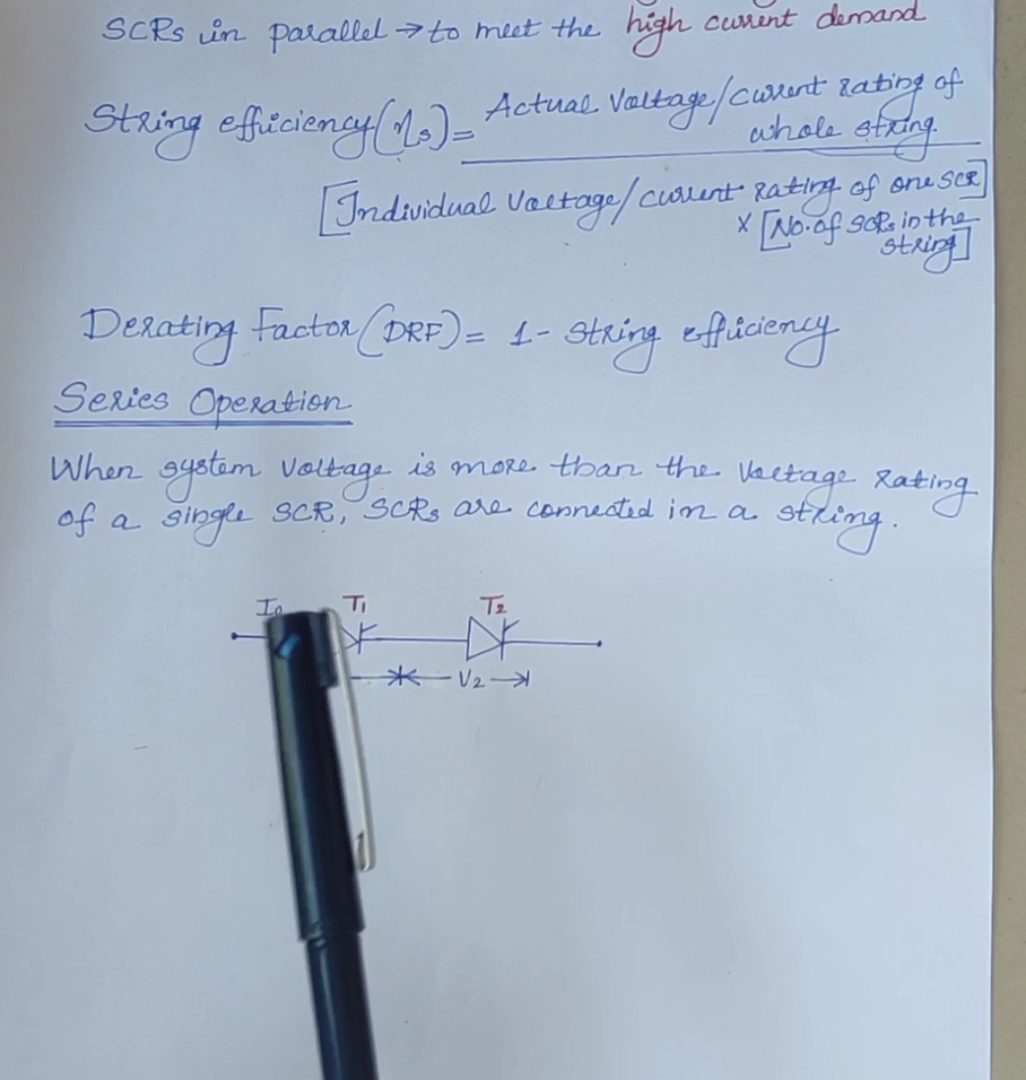 SCRs in parallel → to meet the high current demand
String efficiency (ηs) = Actual Voltage/current rating of
whole string.
[Individual Voltage/current rating of one SCR]
X [No. of SCRs in the
string]
Derating Factor (DRF) = 1 - String efficiency
Series Operation
When system Voltage is more than the Voltage rating
of a single SCR, SCRs are connected in a string.
T1 T2
V2